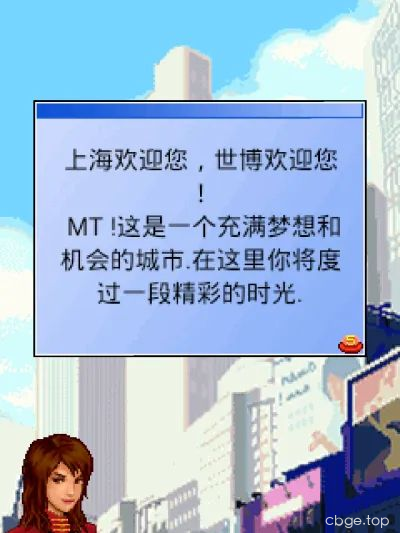 上海欢迎您，世博欢迎您
！
MT !这是一个充满梦想和
机会的城市.在这里你将度
过一段精彩的时光.
cbge.top